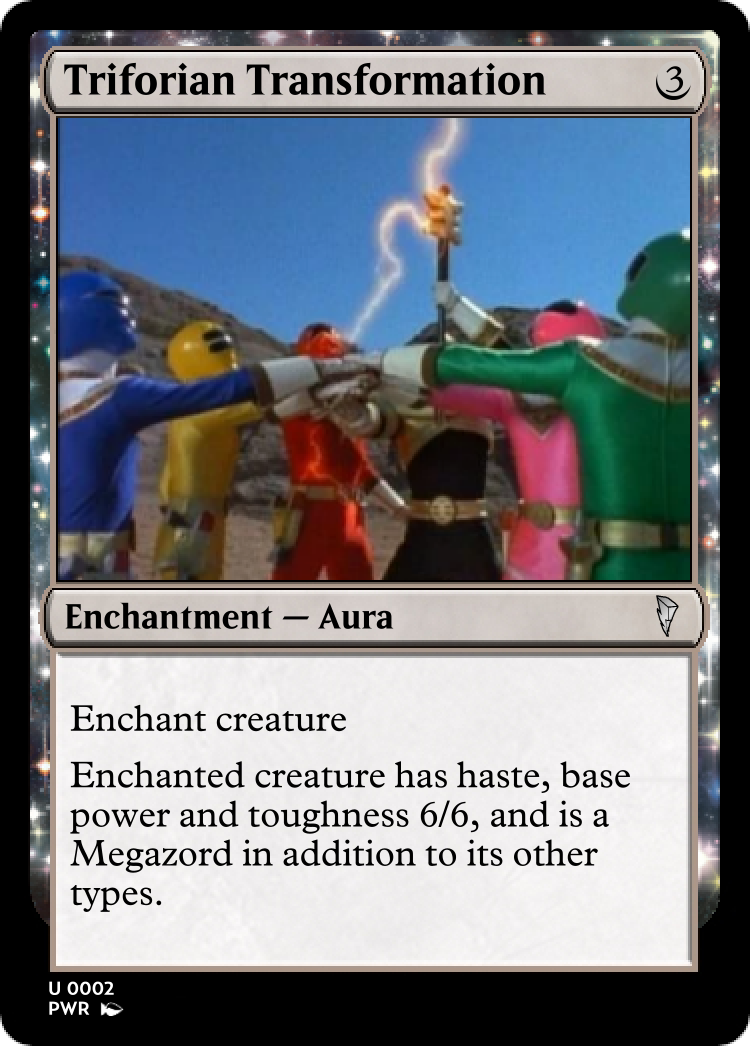 Triforian Transformation 3
Enchantment — Aura
Enchant creature
Enchanted creature has haste, base
power and toughness 6/6, and is a
Megazord in addition to its other
types.
U 0002
PWR